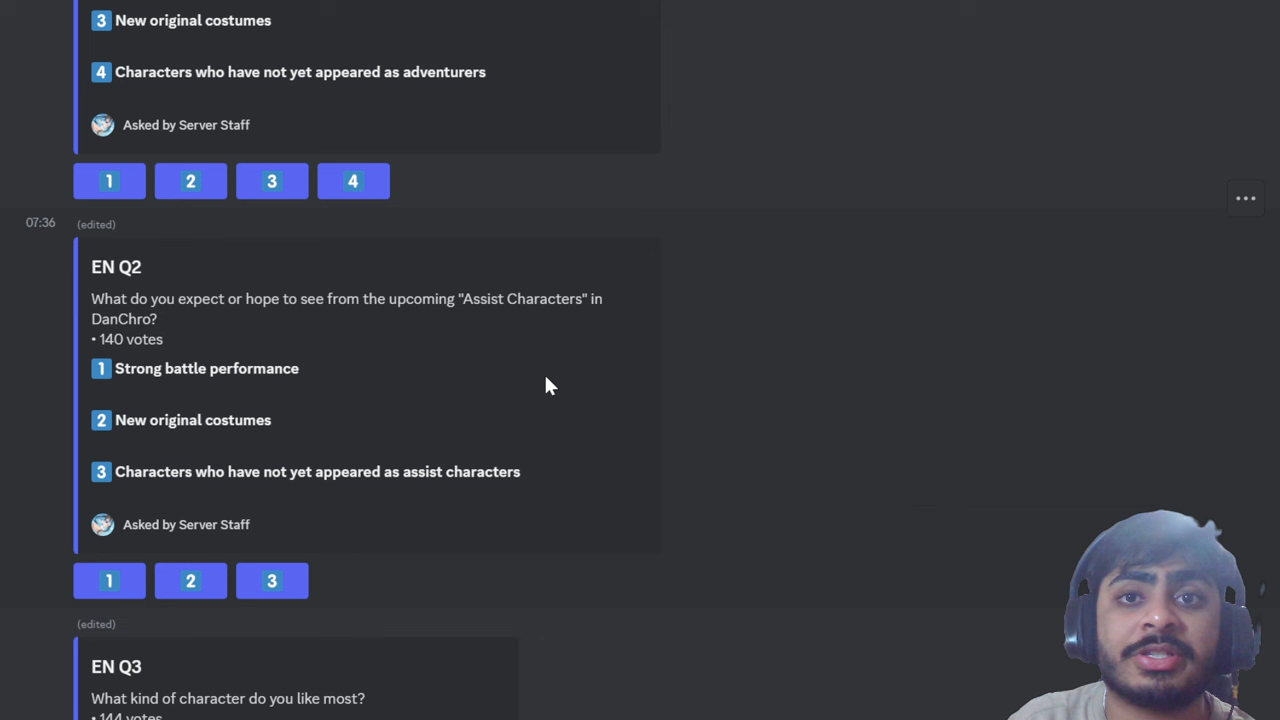 3 New original costumes
4 Characters who have not yet appeared as adventurers
Asked by Server Staff
1 2 3 4
07:36 (edited)
EN Q2
What do you expect or hope to see from the upcoming "Assist Characters" in
DanChro?
• 140 votes
1 Strong battle performance
2 New original costumes
3 Characters who have not yet appeared as assist characters
Asked by Server Staff
1 2 3
(edited)
EN Q3
What kind of character do you like most?
• 144 votes